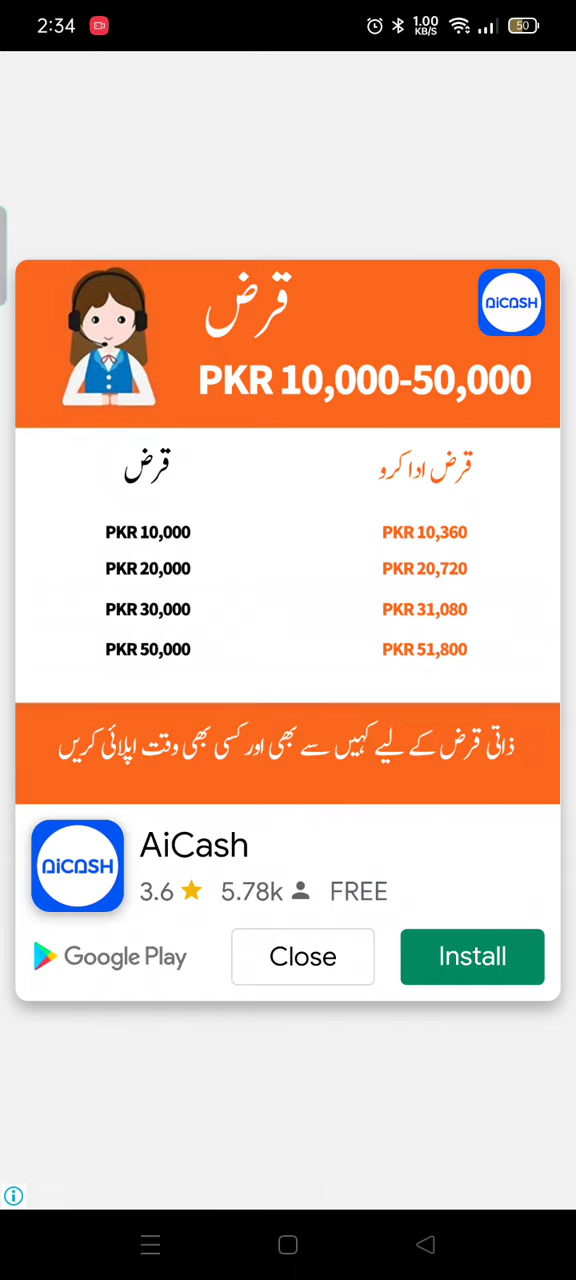 2:34
1.00
KB/S
50
قرض
AiCASH
PKR 10,000-50,000
قرض
قرض ادا کرو
PKR 10,000
PKR 10,360
PKR 20,000
PKR 20,720
PKR 30,000
PKR 31,080
PKR 50,000
PKR 51,800
ذاتی قرض کے لیے کہیں سے بھی اور کسی بھی وقت اپلائی کریں
AiCASH
AiCash
3.6
5.78k
FREE
Google Play
Close
Install